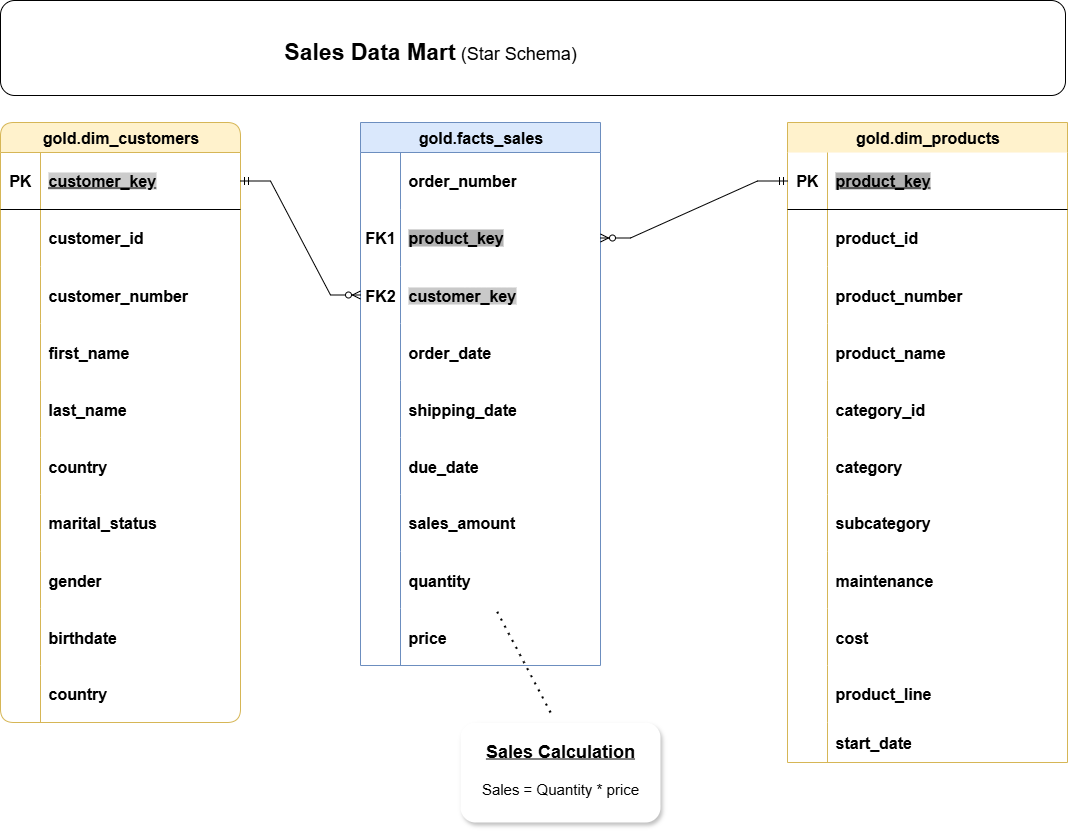 Sales Data Mart (Star Schema)
gold.dim_customers
PK customer_key
customer_id
customer_number
first_name
last_name
country
marital_status
gender
birthdate
country
gold.facts_sales
order_number
FK1 product_key
FK2 customer_key
order_date
shipping_date
due_date
sales_amount
quantity
price
Sales Calculation
Sales = Quantity * price
gold.dim_products
PK product_key
product_id
product_number
product_name
category_id
category
subcategory
maintenance
cost
product_line
start_date